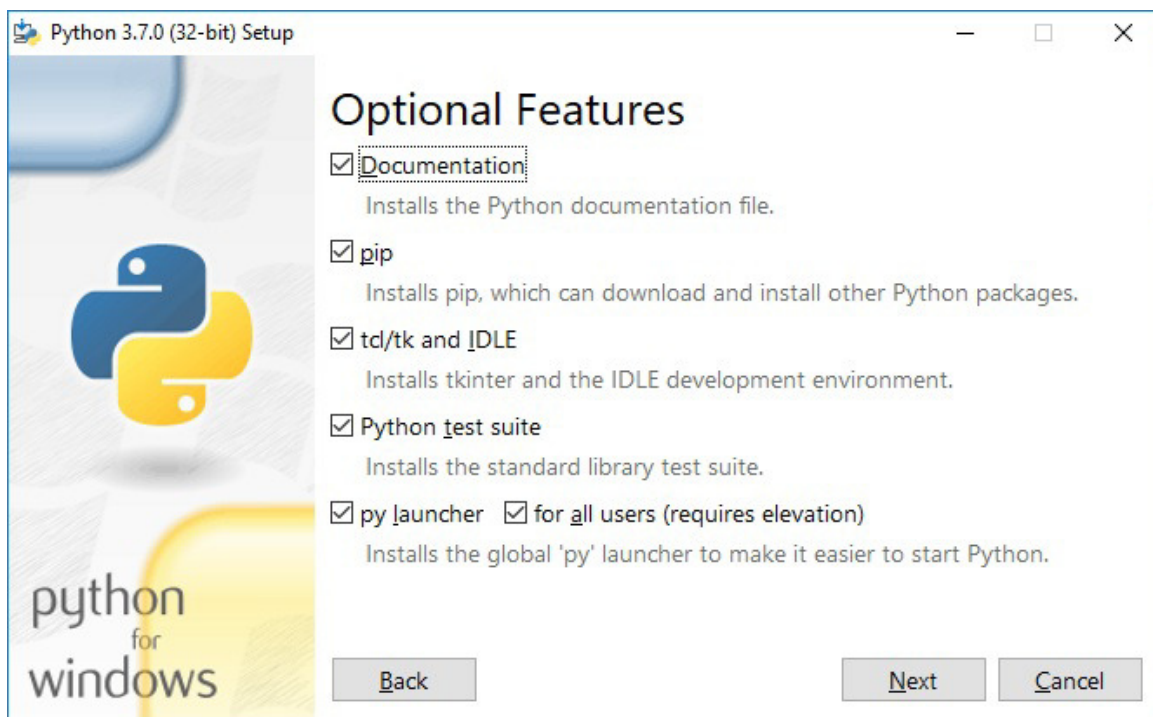 Python 3.7.0 (32-bit) Setup
Optional Features
Documentation
Installs the Python documentation file.
pip
Installs pip, which can download and install other Python packages.
tcl/tk and IDLE
Installs tkinter and the IDLE development environment.
Python test suite
Installs the standard library test suite.
py launcher for all users (requires elevation)
Installs the global 'py' launcher to make it easier to start Python.
python
for
windows
Back Next Cancel